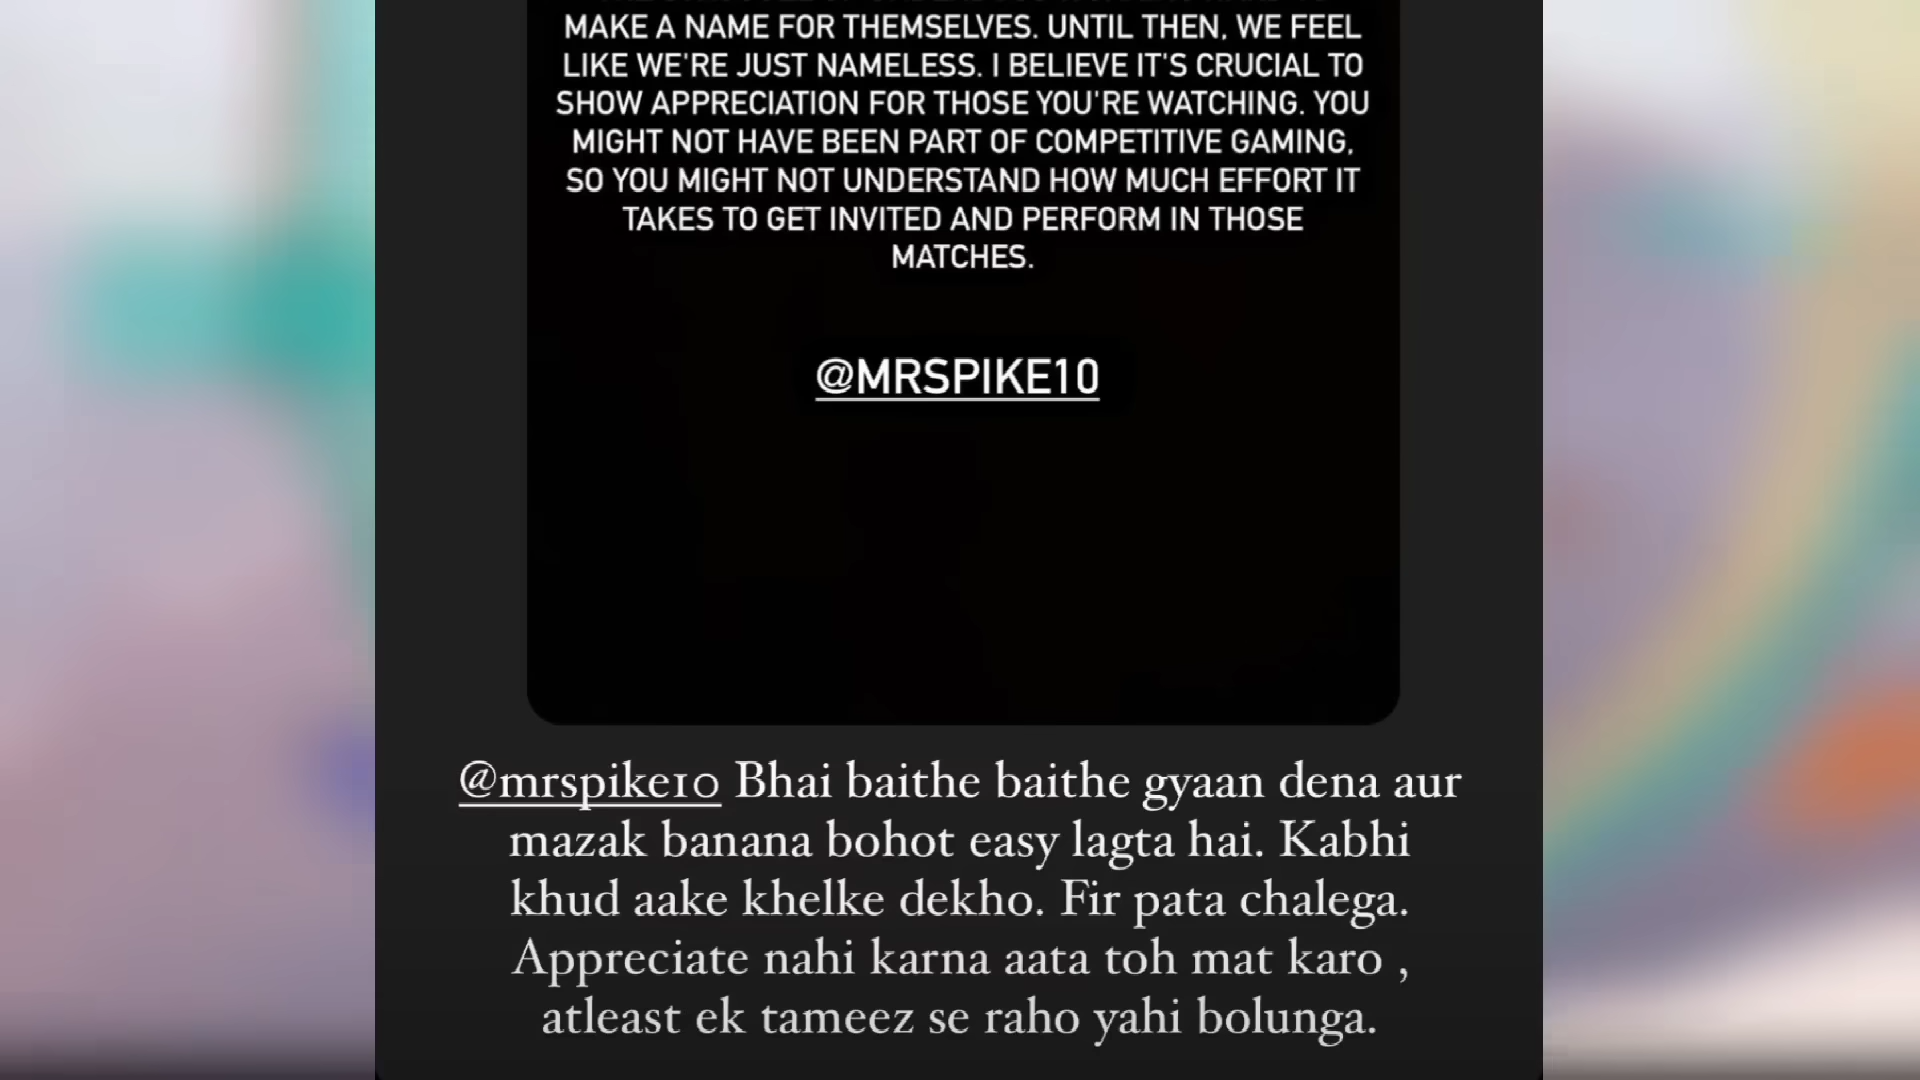 MAKE A NAME FOR THEMSELVES. UNTIL THEN, WE FEEL
LIKE WE'RE JUST NAMELESS. I BELIEVE IT'S CRUCIAL TO
SHOW APPRECIATION FOR THOSE YOU'RE WATCHING. YOU
MIGHT NOT HAVE BEEN PART OF COMPETITIVE GAMING,
SO YOU MIGHT NOT UNDERSTAND HOW MUCH EFFORT IT
TAKES TO GET INVITED AND PERFORM IN THOSE
MATCHES.
@MRSPIKE10
@mrspike10 Bhai baithe baithe gyaan dena aur
mazak banana bohot easy lagta hai. Kabhi
khud aake khelke dekho. Fir pata chalega.
Appreciate nahi karna aata toh mat karo ,
atleast ek tameez se raho yahi bolunga.